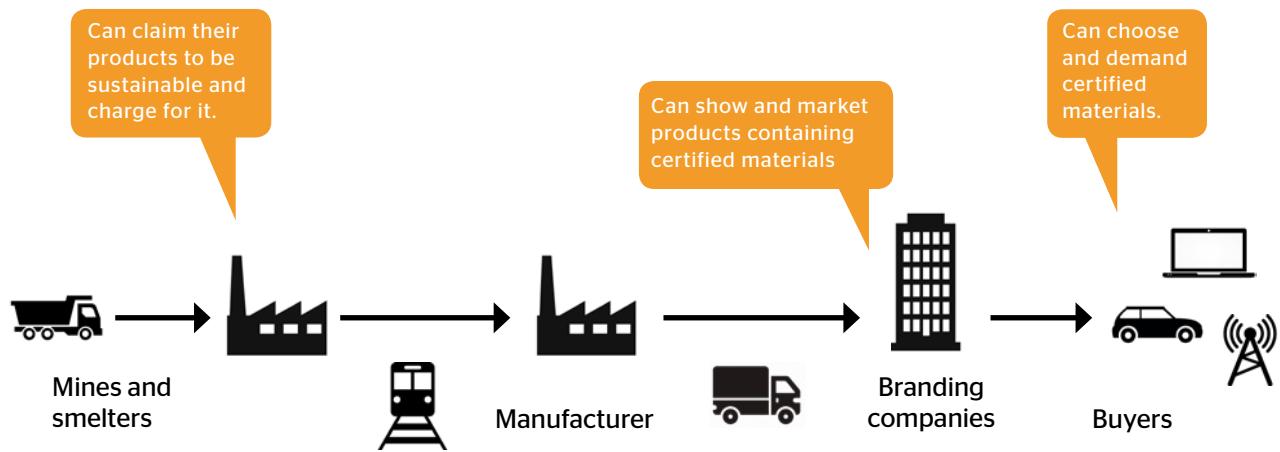 Can claim their
products to be
sustainable and
charge for it.
Can show and market
products containing
certified materials
Can choose
and demand
certified
materials.
Mines and
smelters
Manufacturer
Branding
companies
Buyers